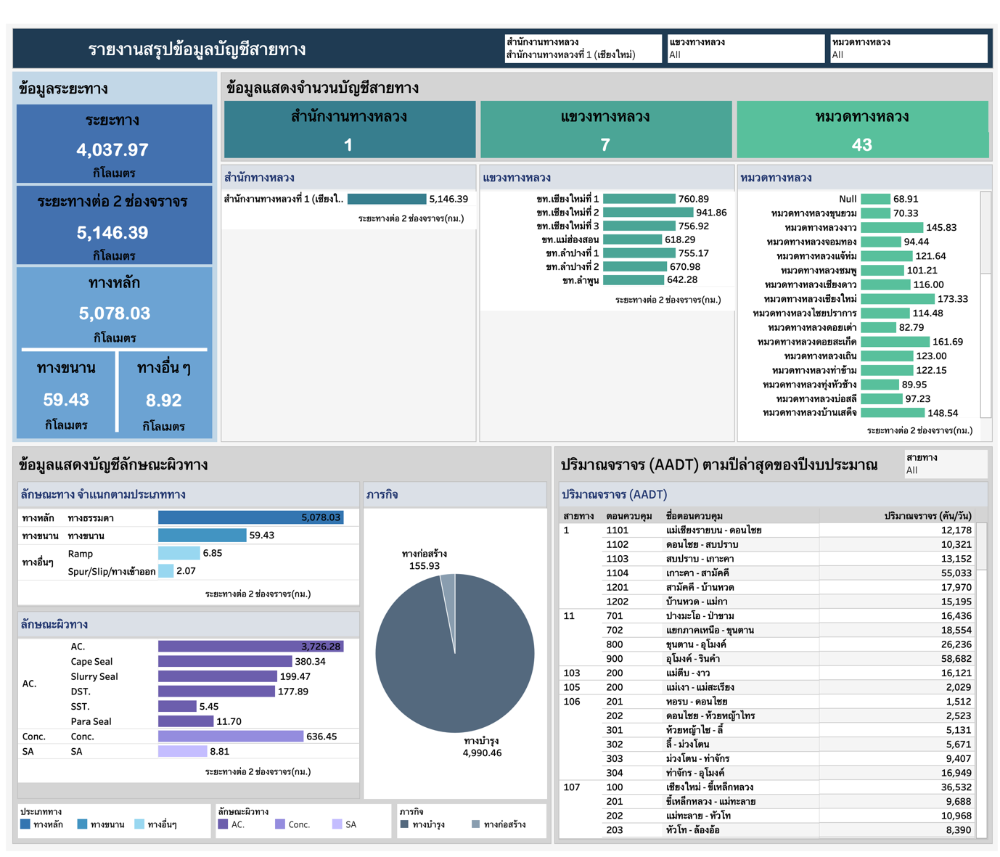 รายงานสรุปข้อมูลบัญชีสายทาง
สำนักงานทางหลวง
สำนักงานทางหลวงที่ 1 (เชียงใหม่)
แขวงทางหลวง
All
หมวดทางหลวง
All
ข้อมูลระยะทาง
ระยะทาง
4,037.97
กิโลเมตร
ระยะทางต่อ 2 ช่องจราจร
5,146.39
กิโลเมตร
ทางหลัก
5,078.03
กิโลเมตร
ทางขนาน
59.43
กิโลเมตร
ทางอื่น ๆ
8.92
กิโลเมตร
ข้อมูลแสดงจำนวนบัญชีสายทาง
สำนักงานทางหลวง
1
แขวงทางหลวง
7
หมวดทางหลวง
43
สำนักทางหลวง
สำนักงานทางหลวงที่ 1 (เชียงใ.. 5,146.39
ระยะทางต่อ 2 ช่องจราจร(กม.)
แขวงทางหลวง
ขท.เชียงใหม่ที่ 1 760.89
ขท.เชียงใหม่ที่ 2 941.86
ขท.เชียงใหม่ที่ 3 756.92
ขท.แม่ฮ่องสอน 618.29
ขท.ลำปางที่ 1 755.17
ขท.ลำปางที่ 2 670.98
ขท.ลำพูน 642.28
ระยะทางต่อ 2 ช่องจราจร(กม.)
หมวดทางหลวง
Null 68.91
หมวดทางหลวงขุนยวม 70.33
หมวดทางหลวงงาว 145.83
หมวดทางหลวงจอมทอง 94.44
หมวดทางหลวงแจ้ห่ม 121.64
หมวดทางหลวงชมพู 101.21
หมวดทางหลวงเชียงดาว 116.00
หมวดทางหลวงเชียงใหม่ 173.33
หมวดทางหลวงไชยปราการ 114.48
หมวดทางหลวงดอยเต่า 82.79
หมวดทางหลวงดอยสะเก็ด 161.69
หมวดทางหลวงเถิน 123.00
หมวดทางหลวงท่าข้าม 122.15
หมวดทางหลวงทุ่งหัวช้าง 89.95
หมวดทางหลวงบ่อสลี 97.23
หมวดทางหลวงบ้านเสด็จ 148.54
ระยะทางต่อ 2 ช่องจราจร(กม.)
ข้อมูลแสดงบัญชีลักษณะผิวทาง
ลักษณะทาง จำแนกตามประเภททาง
ทางหลัก ทางธรรมดา 5,078.03
ทางขนาน ทางขนาน 59.43
ทางอื่นๆ Ramp 6.85
Spur/Slip/ทางเข้าออก 2.07
ระยะทางต่อ 2 ช่องจราจร(กม.)
ลักษณะผิวทาง
AC. AC. 3,726.28
Cape Seal 380.34
Slurry Seal 199.47
DST. 177.89
SST. 5.45
Para Seal 11.70
Conc. Conc. 636.45
SA SA 8.81
ระยะทางต่อ 2 ช่องจราจร(กม.)
ภารกิจ
ทางก่อสร้าง
155.93
ทางบำรุง
4,990.46
ประเภททาง
ทางหลัก ทางขนาน ทางอื่นๆ
ลักษณะผิวทาง
AC. Conc. SA
ภารกิจ
ทางบำรุง ทางก่อสร้าง
ปริมาณจราจร (AADT) ตามปีล่าสุดของปีงบประมาณ
สายทาง
All
ปริมาณจราจร (AADT)
สายทาง ตอนควบคุม ชื่อตอนควบคุม ปริมาณจราจร (คัน/วัน)
1 1101 แม่เชียงรายบน - ดอนไชย 12,178
1102 ดอนไชย - สบปราบ 10,321
1103 สบปราบ - เกาะคา 13,152
1104 เกาะคา - สามัคคี 55,033
1201 สามัคคี - บ้านหวด 17,970
1202 บ้านหวด - แม่กา 15,195
11 701 ปางมะโอ - ป่าขาม 16,436
702 แยกภาคเหนือ - ขุนตาน 18,554
800 ขุนตาน - อุโมงค์ 26,236
900 อุโมงค์ - รินคำ 58,682
103 200 แม่ตีบ - งาว 16,121
105 200 แม่เงา - แม่สะเรียง 2,029
106 201 หอรบ - ดอนไชย 1,512
202 ดอนไชย - ห้วยหญ้าไทร 2,523
301 ห้วยหญ้าไซ - ลี้ 5,131
302 ลี้ - ม่วงโตน 5,671
303 ม่วงโตน - ท่าจักร 9,407
304 ท่าจักร - อุโมงค์ 16,949
107 100 เชียงใหม่ - ขี้เหล็กหลวง 36,532
201 ขี้เหล็กหลวง - แม่ทะลาย 9,688
202 แม่ทะลาย - หัวโท 10,968
203 หัวโท - ล้องอ้อ 8,390